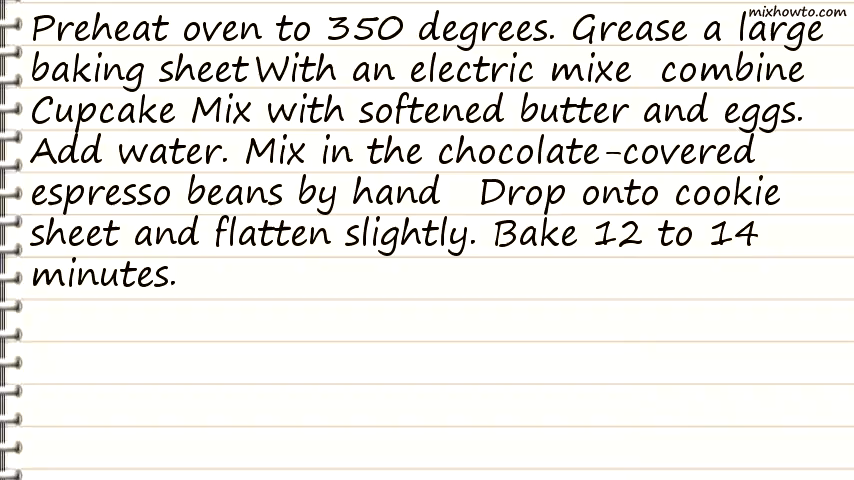 mixhowto.com
Preheat oven to 350 degrees. Grease a large
baking sheetWith an electric mixe combine
Cupcake Mix with softened butter and eggs.
Add water. Mix in the chocolate-covered
espresso beans by hand Drop onto cookie
sheet and flatten slightly. Bake 12 to 14
minutes.